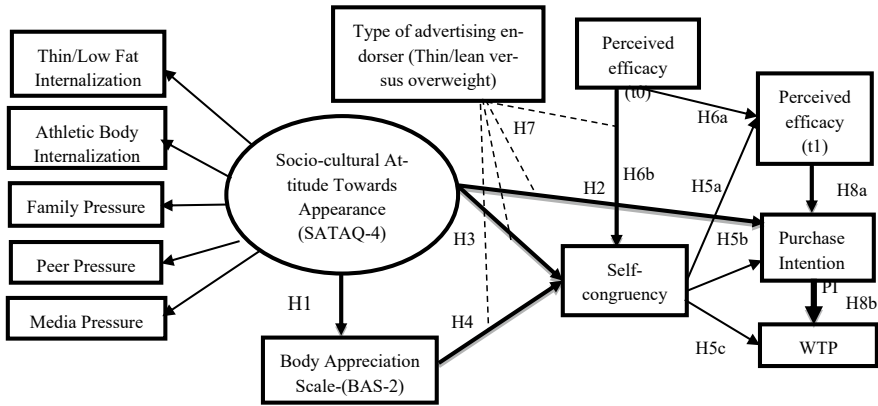 Thin/Low Fat
Internalization
Athletic Body
Internalization
Family Pressure
Peer Pressure
Media Pressure
Socio-cultural At-
titude Towards
Appearance
(SATAQ-4)
Type of advertising en-
dorser (Thin/lean ver-
sus overweight)
Perceived
efficacy
(t0)
Perceived
efficacy
(t1)
H7
H6a
H6b
H2
H5a
H8a
H3
H5b
Purchase
Intention
PI
H8b
Self-
congruency
H1
H4
H5c
WTP
Body Appreciation
Scale-(BAS-2)